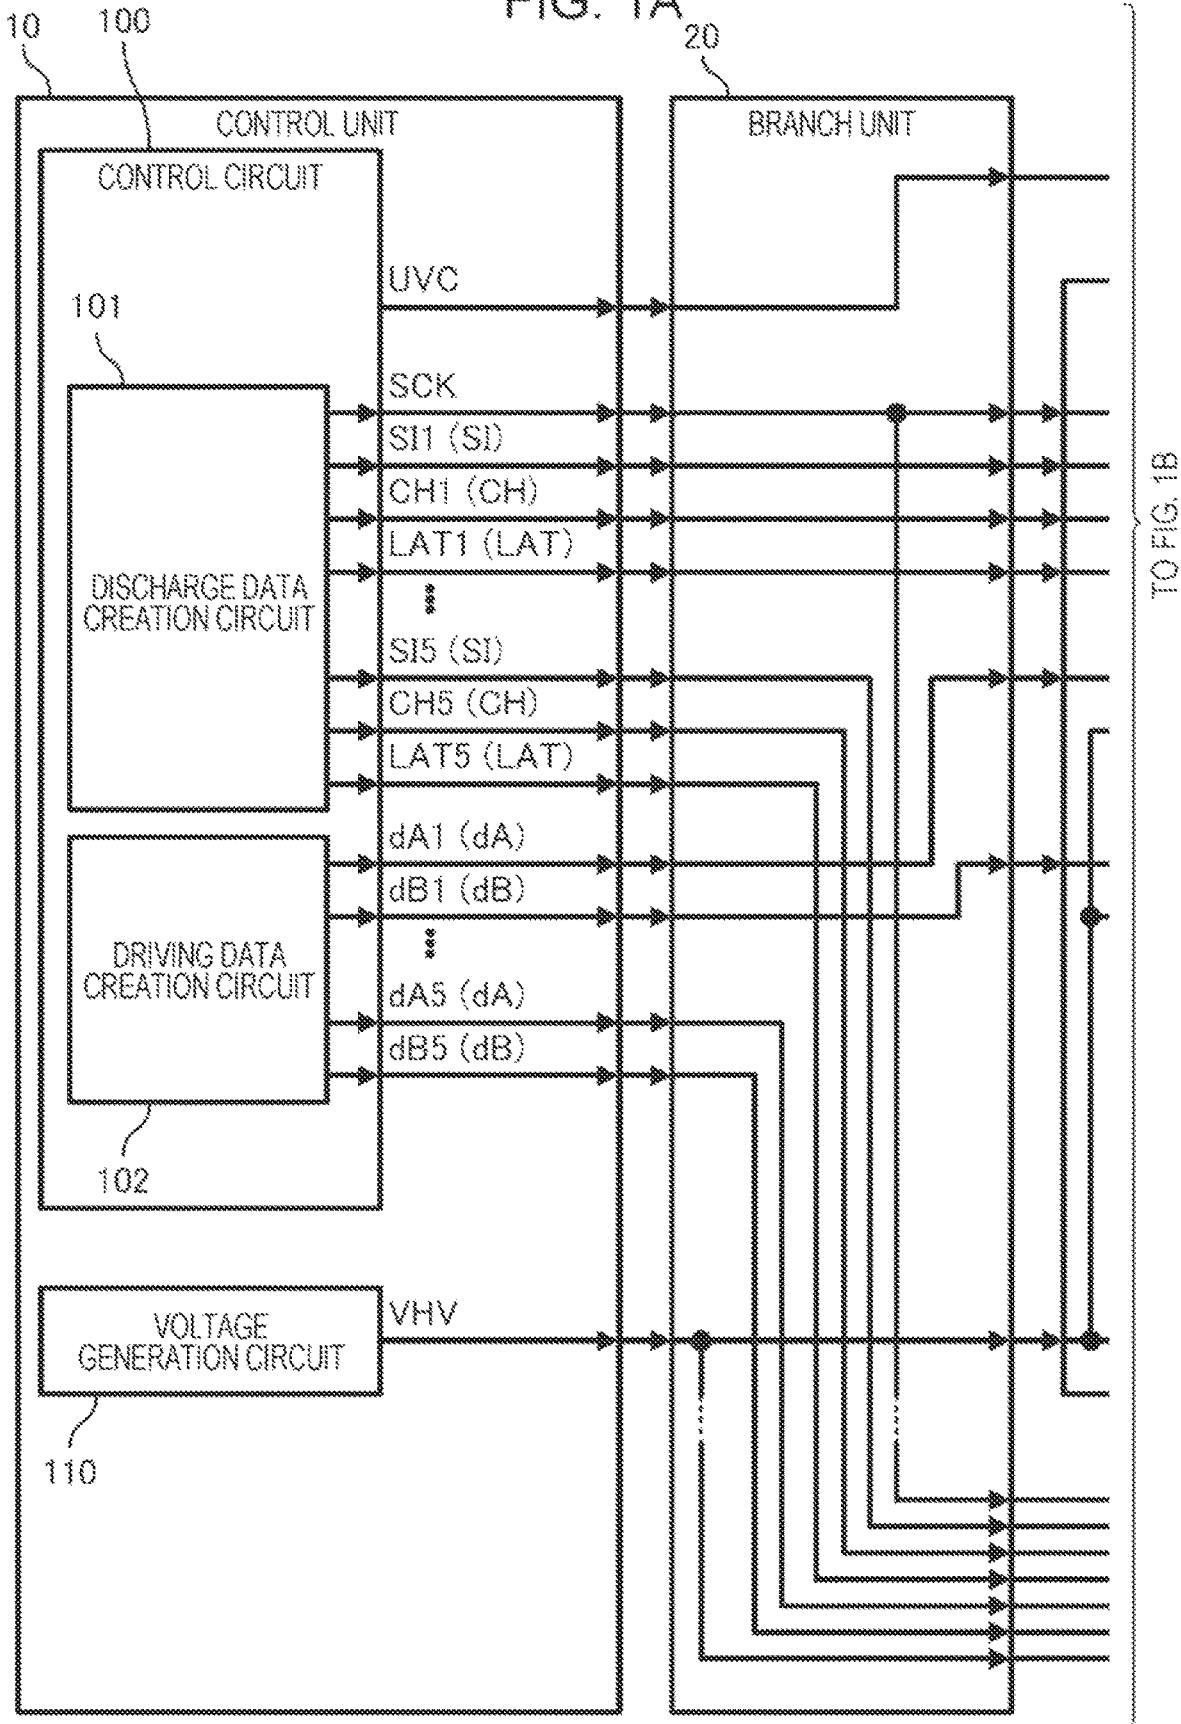 FIG. 1A
10
100
20
CONTROL UNIT
BRANCH UNIT
CONTROL CIRCUIT
UVC
101
SCK
SI1 (SI)
CH1 (CH)
LAT1 (LAT)
DISCHARGE DATA
CREATION CIRCUIT
SI5 (SI)
CH5 (CH)
LAT5 (LAT)
dA1 (dA)
dB1 (dB)
DRIVING DATA
CREATION CIRCUIT
dA5 (dA)
dB5 (dB)
102
VOLTAGE
GENERATION CIRCUIT
VHV
110
TO FIG. 1B